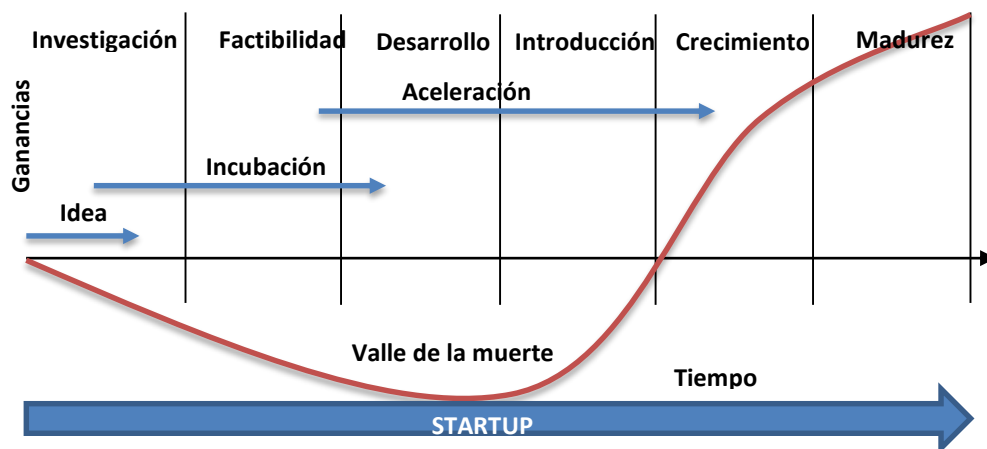 Investigación
Factibilidad
Desarrollo
Introducción
Crecimiento
Madurez
Ganancias
Aceleración
Incubación
Idea
Valle de la muerte
Tiempo
STARTUP